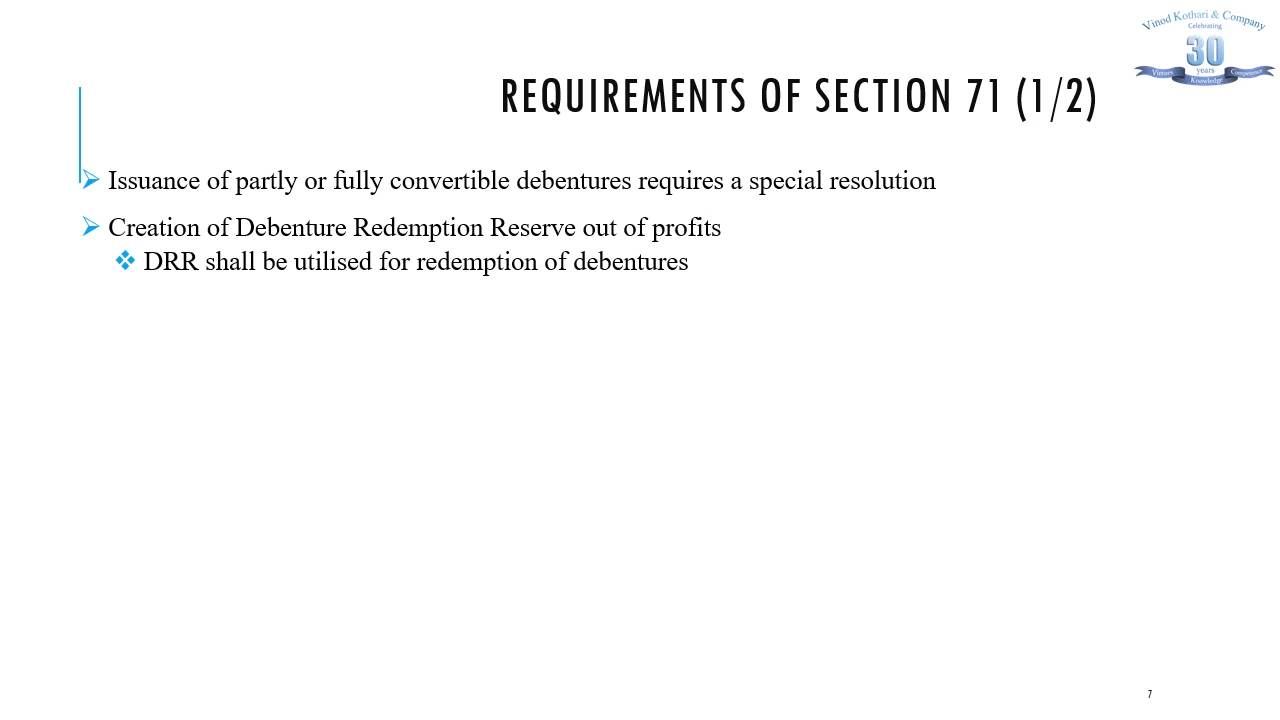 Vinod Kothari & Company
Celebrating
30
years
Virtues Knowledge Competence
REQUIREMENTS OF SECTION 71 (1/2)
Issuance of partly or fully convertible debentures requires a special resolution
Creation of Debenture Redemption Reserve out of profits
DRR shall be utilised for redemption of debentures
7